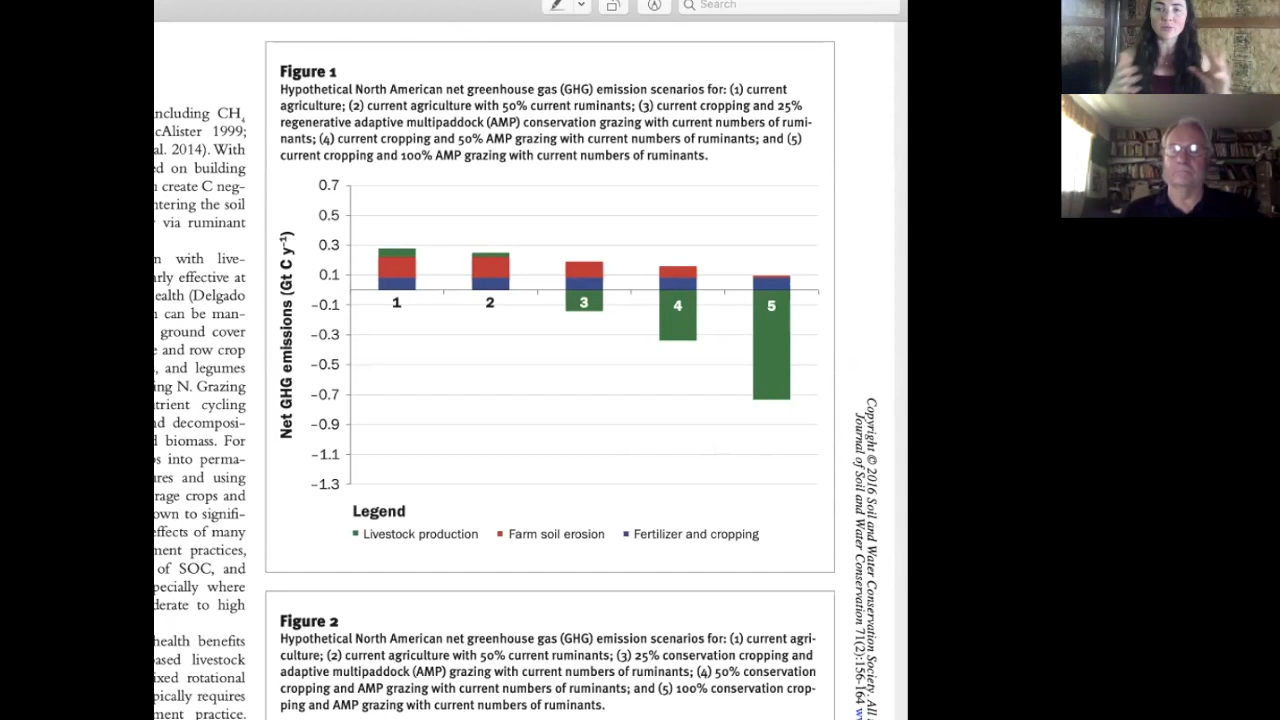 Search
ncluding CH4
cAlister 1999;
al. 2014). With
ed on building
n create C neg-
ntering the soil
via ruminant
n with live-
arly effective at
ealth (Delgado
n can be man-
ground cover
e and row crop
s, and legumes
ing N. Grazing
utrient cycling
nd decomposi-
d biomass. For
s into perma-
ures and using
rage crops and
own to signifi-
effects of many
ment practices,
of SOC, and
pecially where
derate to high
health benefits
based livestock
ixed rotational
pically requires
ment practice.
Figure 1
Hypothetical North American net greenhouse gas (GHG) emission scenarios for: (1) current
agriculture; (2) current agriculture with 50% current ruminants; (3) current cropping and 25%
regenerative adaptive multipaddock (AMP) conservation grazing with current numbers of rumi-
nants; (4) current cropping and 50% AMP grazing with current numbers of ruminants; and (5)
current cropping and 100% AMP grazing with current numbers of ruminants.
Net GHG emissions (Gt C y⁻¹)
0.7
0.5
0.3
0.1
−0.1
−0.3
−0.5
−0.7
−0.9
−1.1
−1.3
1 2 3 4 5
Legend
Livestock production Farm soil erosion Fertilizer and cropping
Figure 2
Hypothetical North American net greenhouse gas (GHG) emission scenarios for: (1) current agri-
culture; (2) current agriculture with 50% current ruminants; (3) 25% conservation cropping and
adaptive multipaddock (AMP) grazing with current numbers of ruminants; (4) 50% conservation
cropping and AMP grazing with current numbers of ruminants; and (5) 100% conservation crop-
ping and AMP grazing with current numbers of ruminants.
Copyright © 2016 Soil and Water Conservation Society. All
Journal of Soil and Water Conservation 71(2):156-164 w